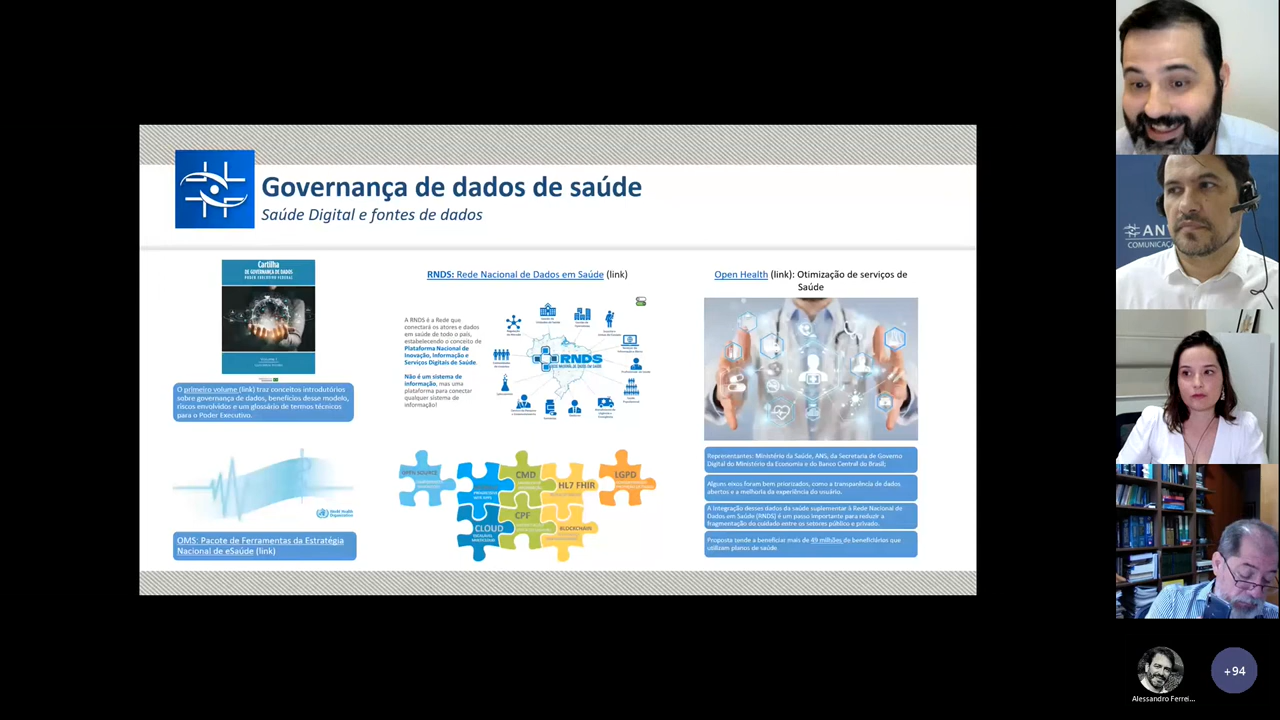 Governança de dados de saúde
Saúde Digital e fontes de dados
Cartilha
DE GOVERNANÇA DE DADOS
PODER EXECUTIVO FEDERAL
O primeiro volume (link) traz conceitos introdutórios
sobre governança de dados, benefícios desse modelo,
riscos envolvidos e um glossário de termos técnicos
para o Poder Executivo.
World Health
Organization
OMS: Pacote de Ferramentas da Estratégia
Nacional de eSaúde (link)
RNDS: Rede Nacional de Dados em Saúde (link)
A RNDS é a Rede que
conectará os atores e dados
em saúde de todo o país,
estabelecendo o conceito de
Plataforma Nacional de
Inovação, Informação e
Serviços Digitais de Saúde.
Não é um sistema de
informação, mas uma
plataforma para conectar
qualquer sistema de
informação!
RNDS
OPEN SOURCE
CMD
HL7 FHIR
LGPD
CLOUD
CPF
BLOCKCHAIN
Open Health (link): Otimização de serviços de
Saúde
Representantes: Ministério da Saúde, ANS, da Secretaria de Governo
Digital do Ministério da Economia e do Banco Central do Brasil;
Alguns eixos foram bem priorizados, como a transparência de dados
abertos e a melhoria da experiência do usuário.
A integração desses dados da saúde suplementar à Rede Nacional de
Dados em Saúde (RNDS) é um passo importante para reduzir a
fragmentação do cuidado entre os setores público e privado.
Proposta tende a beneficiar mais de 49 milhões de beneficiários que
utilizam planos de saúde
COMUNICAÇ
Alessandro Ferrei...
+94